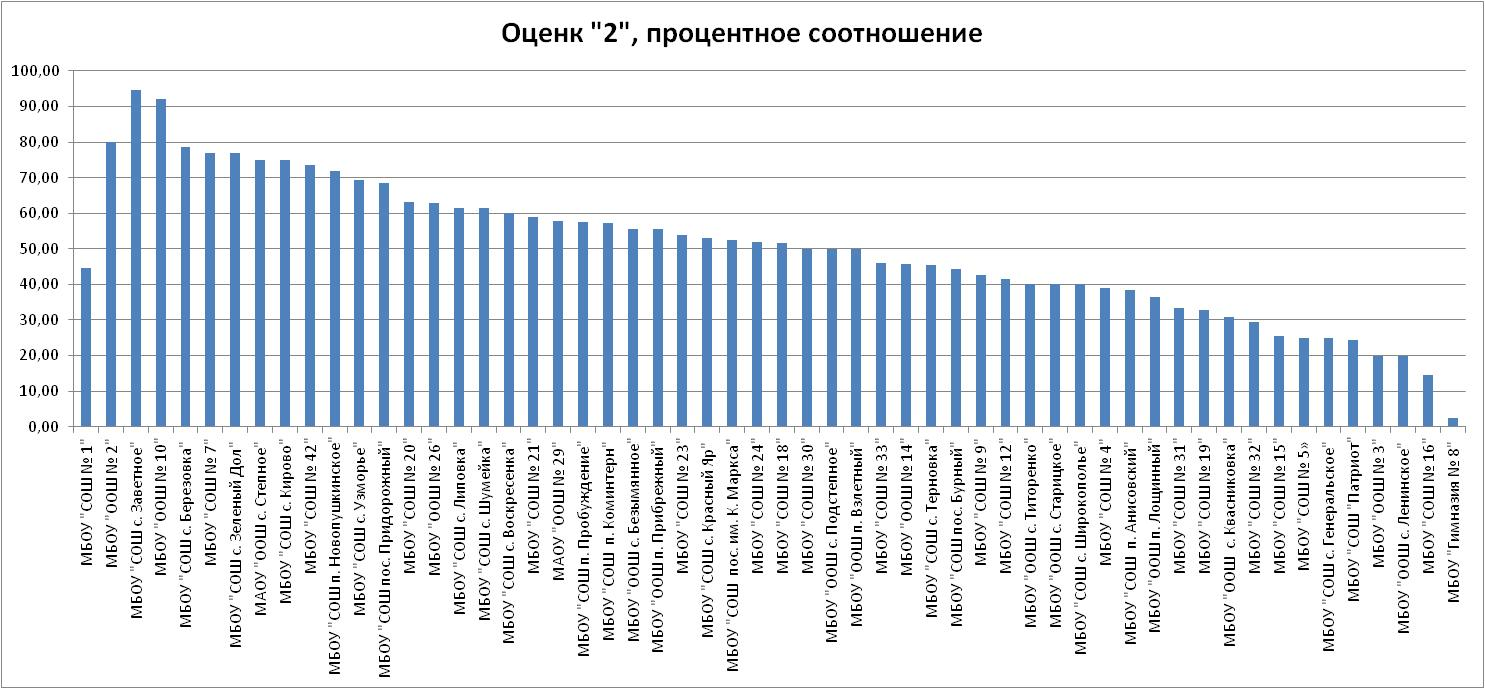 Оценк "2", процентное соотношение
100,00
90,00
80,00
70,00
60,00
50,00
40,00
30,00
20,00
10,00
0,00
МБОУ "СОШ № 1"
МБОУ "ООШ № 2"
МБОУ "СОШ с. Заветное"
МБОУ "ООШ № 10"
МБОУ "СОШ с. Березовка"
МБОУ "СОШ № 7"
МБОУ "СОШ с. Зеленый Дол"
МАОУ "ООШ с. Степное"
МБОУ "СОШ с. Кирово"
МБОУ "СОШ № 42"
МБОУ "СОШ п. Новопушкинское"
МБОУ "СОШ с. Узморье"
МБОУ "СОШ пос. Придорожный"
МБОУ "СОШ № 20"
МБОУ "СОШ № 26"
МБОУ "СОШ с. Липовка"
МБОУ "СОШ с. Шумейка"
МБОУ "СОШ с. Воскресенка"
МБОУ "СОШ № 21"
МАОУ "ООШ № 29"
МБОУ "СОШ п. Пробуждение"
МБОУ "СОШ п. Коминтерн"
МБОУ "ООШ с. Безымянное"
МБОУ "ООШ п. Прибрежный"
МБОУ "СОШ № 23"
МБОУ "СОШ с. Красный Яр"
МБОУ "СОШ пос. им. К. Маркса"
МБОУ "СОШ № 24"
МБОУ "СОШ № 18"
МБОУ "СОШ № 30"
МБОУ "ООШ с. Подстепное"
МБОУ "ООШ п. Взлетный"
МБОУ "СОШ № 33"
МБОУ "ООШ № 14"
МБОУ "СОШ с. Терновка"
МБОУ "СОШ пос. Бурный"
МБОУ "СОШ № 9"
МБОУ "СОШ № 12"
МБОУ "ООШ с. Титоренко"
МБОУ "ООШ с. Старицкое"
МБОУ "СОШ с. Широкополье"
МБОУ "СОШ № 4"
МБОУ "СОШ п. Анисовский"
МБОУ "ООШ п. Лощинный"
МБОУ "СОШ № 31"
МБОУ "СОШ № 19"
МБОУ "ООШ с. Квасниковка"
МБОУ "СОШ № 32"
МБОУ "СОШ № 15"
МБОУ "СОШ № 5»
МБОУ "СОШ с. Генеральское"
МБОУ "СОШ "Патриот"
МБОУ "ООШ № 3"
МБОУ "ООШ с. Ленинское"
МБОУ "СОШ № 16"
МБОУ "Гимназия № 8"